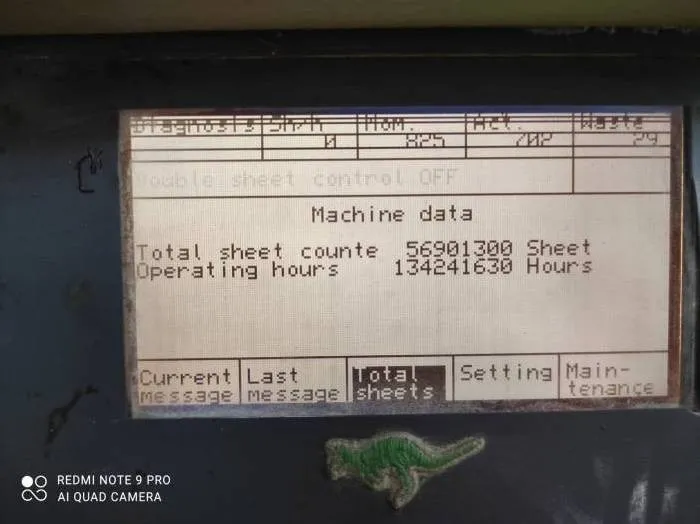 Diagnosis Sh/h Nom. Act. Waste
0 825 702 29
Double sheet control OFF
Machine data
Total sheet counte 56901300 Sheet
Operating hours 134241630 Hours
Current Last Total Setting Main-
message message sheets tenance
REDMI NOTE 9 PRO
AI QUAD CAMERA